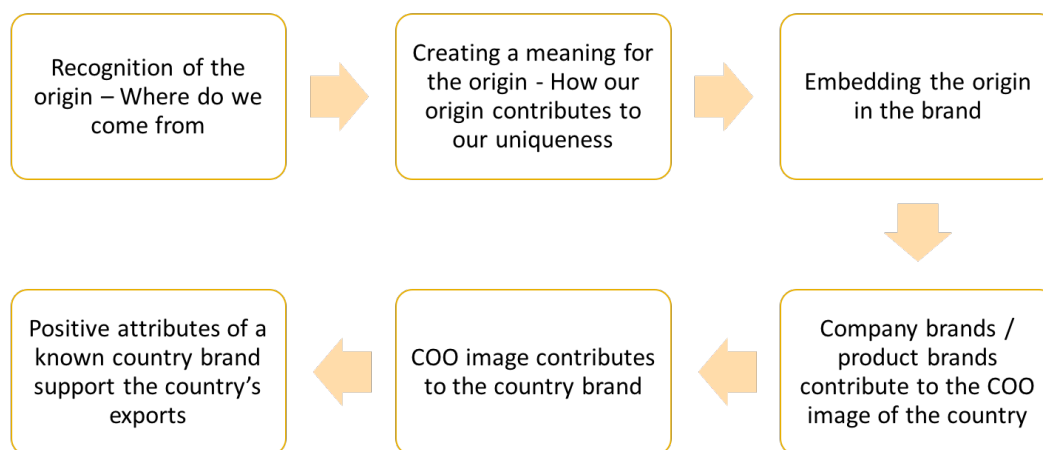 Recognition of the
origin – Where do we
come from
Creating a meaning for
the origin - How our
origin contributes to
our uniqueness
Embedding the origin
in the brand
Company brands /
product brands
contribute to the COO
image of the country
COO image contributes
to the country brand
Positive attributes of a
known country brand
support the country’s
exports